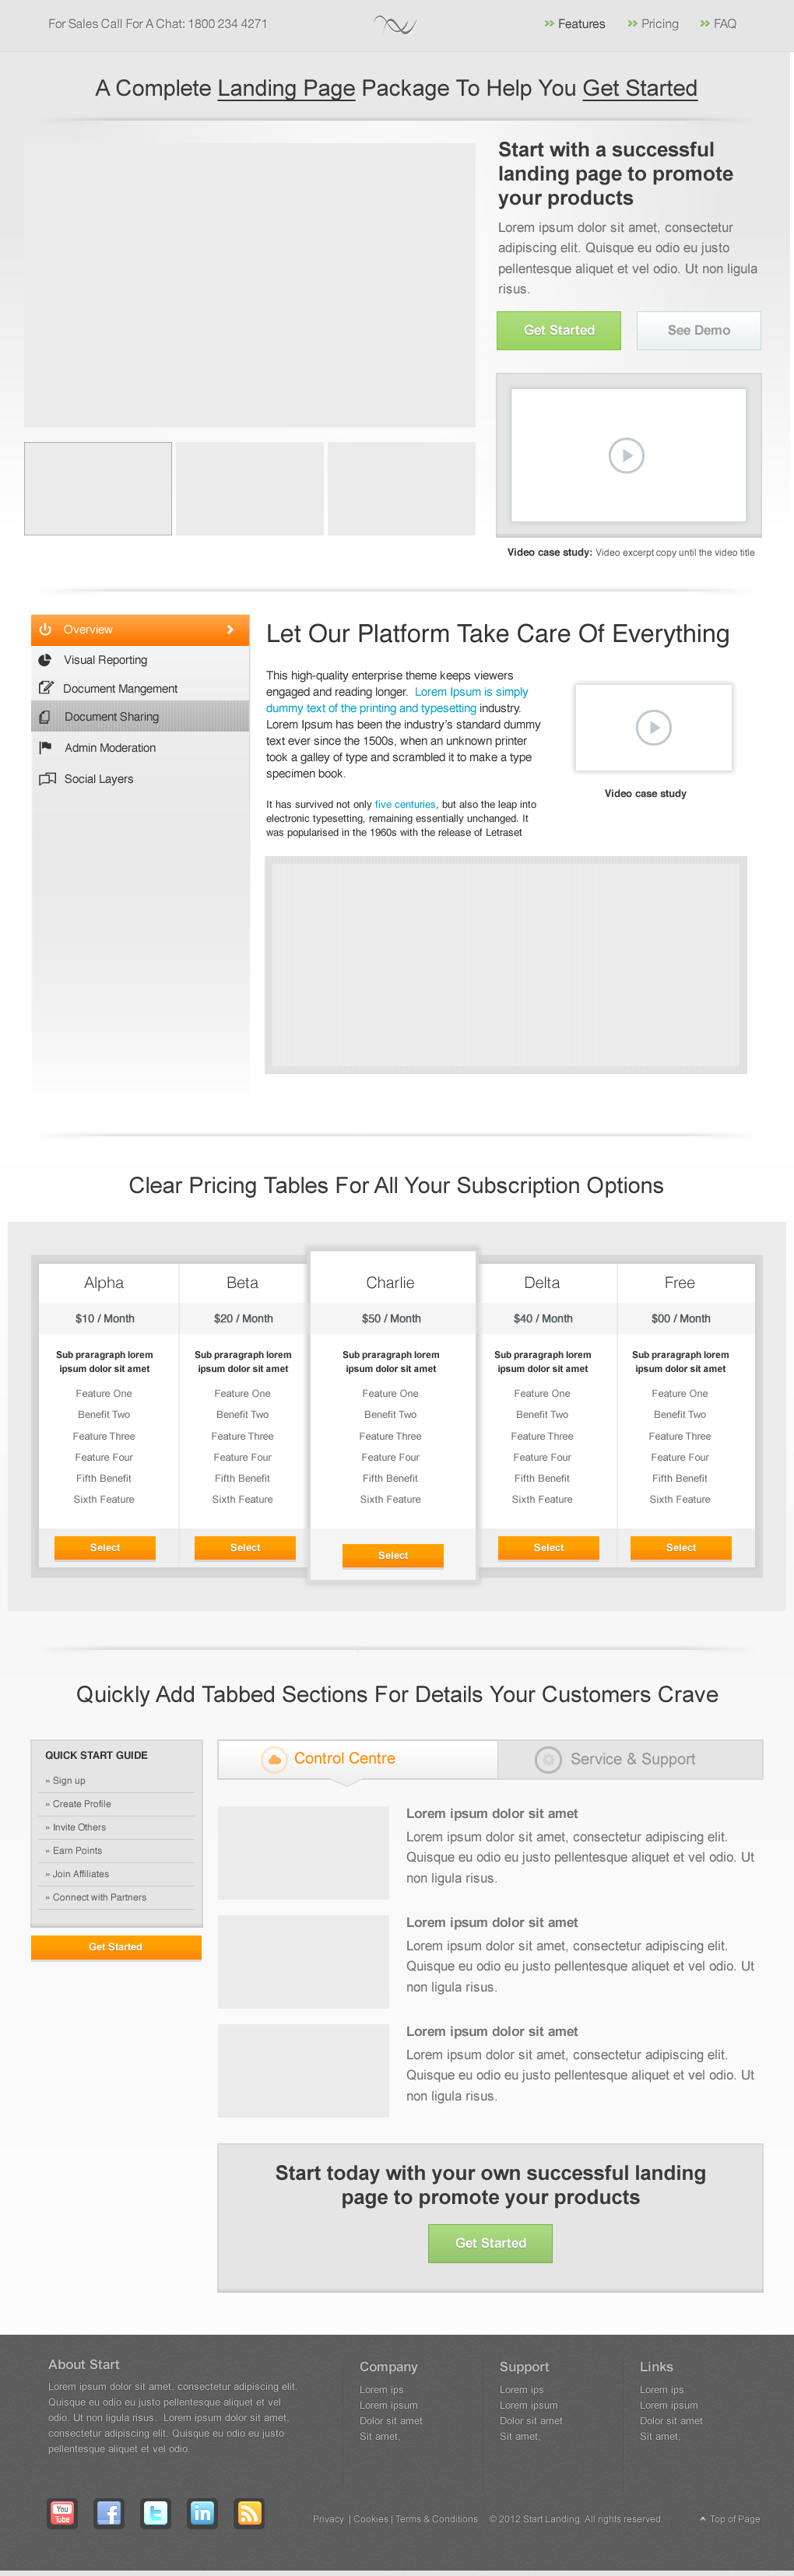 For Sales Call For A Chat: 1800 234 4271
Features
Pricing
FAQ
A Complete Landing Page Package To Help You Get Started
Start with a successful
landing page to promote
your products
Lorem ipsum dolor sit amet, consectetur
adipiscing elit. Quisque eu odio eu justo
pellentesque aliquet et vel odio. Ut non ligula
risus.
Get Started
See Demo
Video case study: Video excerpt copy until the video title
Overview
Visual Reporting
Document Mangement
Document Sharing
Admin Moderation
Social Layers
Let Our Platform Take Care Of Everything
This high-quality enterprise theme keeps viewers
engaged and reading longer. Lorem Ipsum is simply
dummy text of the printing and typesetting industry.
Lorem Ipsum has been the industry's standard dummy
text ever since the 1500s, when an unknown printer
took a galley of type and scrambled it to make a type
specimen book.
It has survived not only five centuries, but also the leap into
electronic typesetting, remaining essentially unchanged. It
was popularised in the 1960s with the release of Letraset
Video case study
Clear Pricing Tables For All Your Subscription Options
Alpha
$10 / Month
Sub praragraph lorem
ipsum dolor sit amet
Feature One
Benefit Two
Feature Three
Feature Four
Fifth Benefit
Sixth Feature
Select
Beta
$20 / Month
Sub praragraph lorem
ipsum dolor sit amet
Feature One
Benefit Two
Feature Three
Feature Four
Fifth Benefit
Sixth Feature
Select
Charlie
$50 / Month
Sub praragraph lorem
ipsum dolor sit amet
Feature One
Benefit Two
Feature Three
Feature Four
Fifth Benefit
Sixth Feature
Select
Delta
$40 / Month
Sub praragraph lorem
ipsum dolor sit amet
Feature One
Benefit Two
Feature Three
Feature Four
Fifth Benefit
Sixth Feature
Select
Free
$00 / Month
Sub praragraph lorem
ipsum dolor sit amet
Feature One
Benefit Two
Feature Three
Feature Four
Fifth Benefit
Sixth Feature
Select
Quickly Add Tabbed Sections For Details Your Customers Crave
QUICK START GUIDE
» Sign up
» Create Profile
» Invite Others
» Earn Points
» Join Affiliates
» Connect with Partners
Get Started
Control Centre
Service & Support
Lorem ipsum dolor sit amet
Lorem ipsum dolor sit amet, consectetur adipiscing elit.
Quisque eu odio eu justo pellentesque aliquet et vel odio. Ut
non ligula risus.
Lorem ipsum dolor sit amet
Lorem ipsum dolor sit amet, consectetur adipiscing elit.
Quisque eu odio eu justo pellentesque aliquet et vel odio. Ut
non ligula risus.
Lorem ipsum dolor sit amet
Lorem ipsum dolor sit amet, consectetur adipiscing elit.
Quisque eu odio eu justo pellentesque aliquet et vel odio. Ut
non ligula risus.
Start today with your own successful landing
page to promote your products
Get Started
About Start
Lorem ipsum dolor sit amet, consectetur adipiscing elit.
Quisque eu odio eu justo pellentesque aliquet et vel
odio. Ut non ligula risus. Lorem ipsum dolor sit amet,
consectetur adipiscing elit. Quisque eu odio eu justo
pellentesque aliquet et vel odio.
Company
Lorem ips
Lorem ipsum
Dolor sit amet
Sit amet,
Support
Lorem ips
Lorem ipsum
Dolor sit amet
Sit amet,
Links
Lorem ips
Lorem ipsum
Dolor sit amet
Sit amet,
You
Tube
f
t
in
Privacy | Cookies | Terms & Conditions © 2012 Start Landing. All rights reserved.
Top of Page